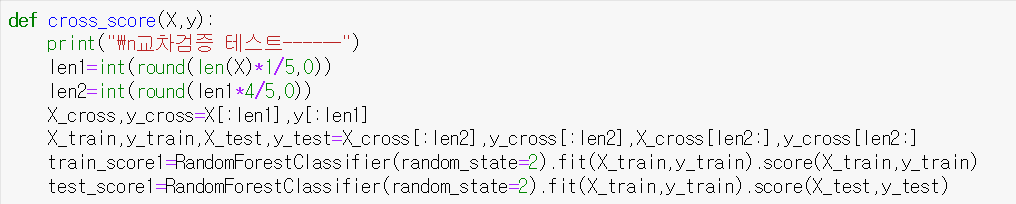 def cross_score(X,y):
    print("₩n교차검증 테스트------")
    len1=int(round(len(X)*1/5,0))
    len2=int(round(len1*4/5,0))
    X_cross,y_cross=X[:len1],y[:len1]
    X_train,y_train,X_test,y_test=X_cross[:len2],y_cross[:len2],X_cross[len2:],y_cross[len2:]
    train_score1=RandomForestClassifier(random_state=2).fit(X_train,y_train).score(X_train,y_train)
    test_score1=RandomForestClassifier(random_state=2).fit(X_train,y_train).score(X_test,y_test)